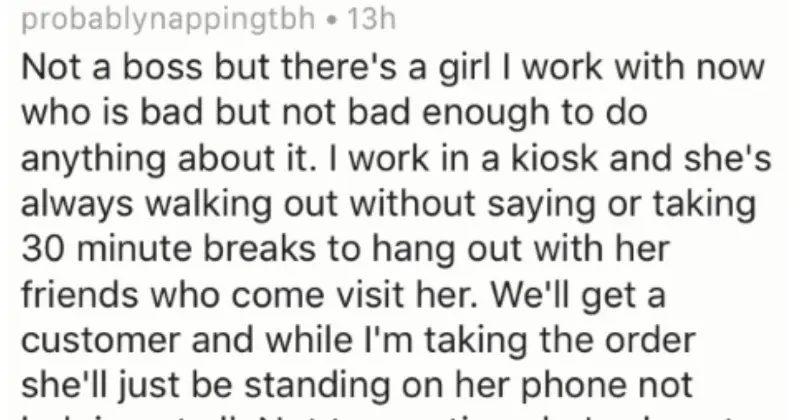 probablynappingtbh • 13h
Not a boss but there's a girl I work with now
who is bad but not bad enough to do
anything about it. I work in a kiosk and she's
always walking out without saying or taking
30 minute breaks to hang out with her
friends who come visit her. We'll get a
customer and while I'm taking the order
she'll just be standing on her phone not